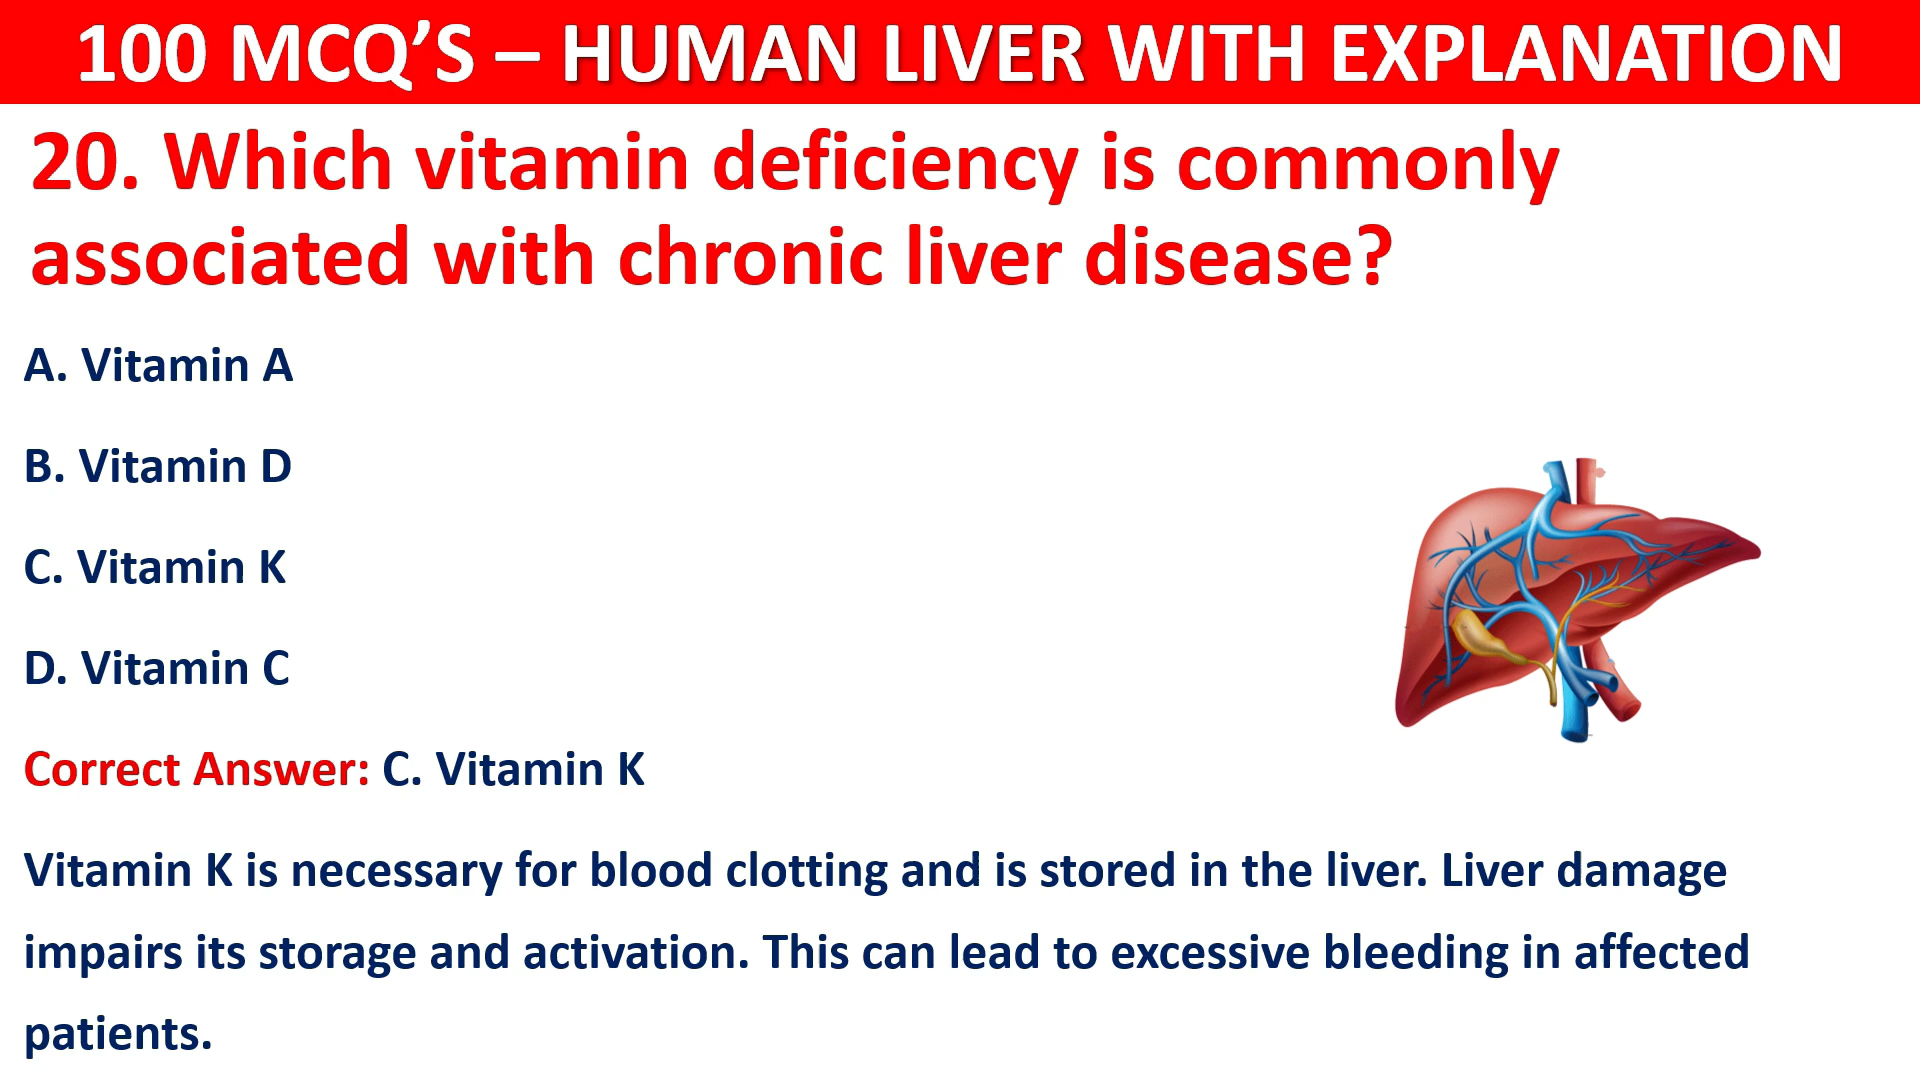 100 MCQ’S – HUMAN LIVER WITH EXPLANATION
20. Which vitamin deficiency is commonly
associated with chronic liver disease?
A. Vitamin A
B. Vitamin D
C. Vitamin K
D. Vitamin C
Correct Answer: C. Vitamin K
Vitamin K is necessary for blood clotting and is stored in the liver. Liver damage
impairs its storage and activation. This can lead to excessive bleeding in affected
patients.